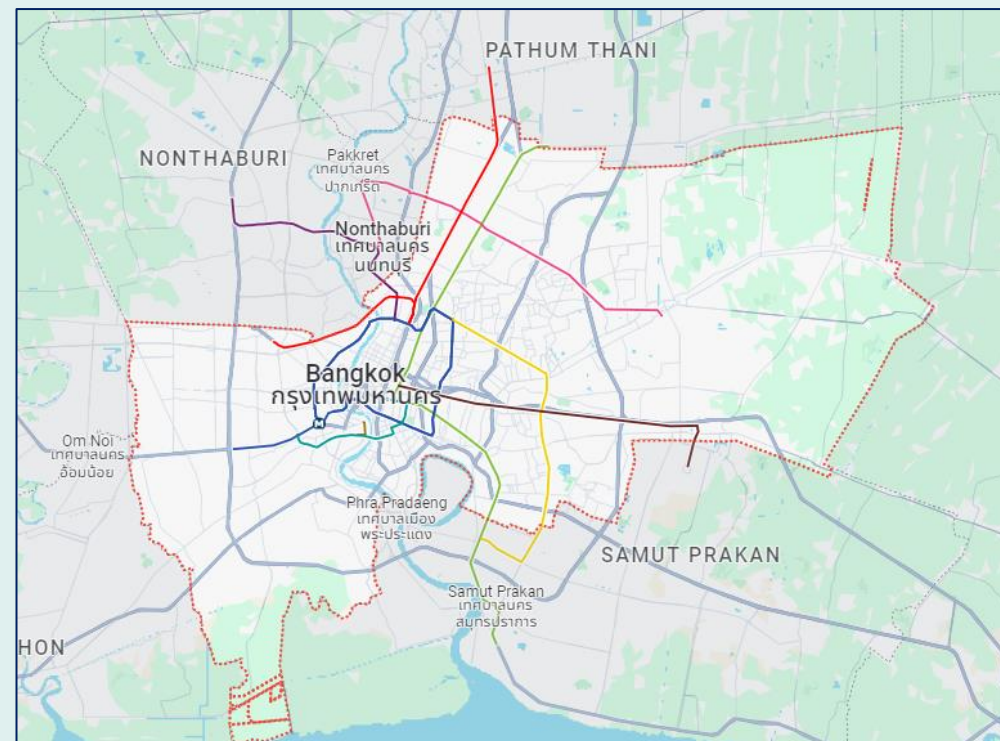 PATHUM THANI
NONTHABURI
Pakkret
เทศบาลนคร
ปากเกร็ด
Nonthaburi
เทศบาลนคร
นนทบุรี
Bangkok
กรุงเทพมหานคร
Om Noi
เทศบาลนคร
อ้อมน้อย
Phra Pradaeng
เทศบาลเมือง
พระประแดง
SAMUT PRAKAN
Samut Prakan
เทศบาลนคร
สมุทรปราการ
HON